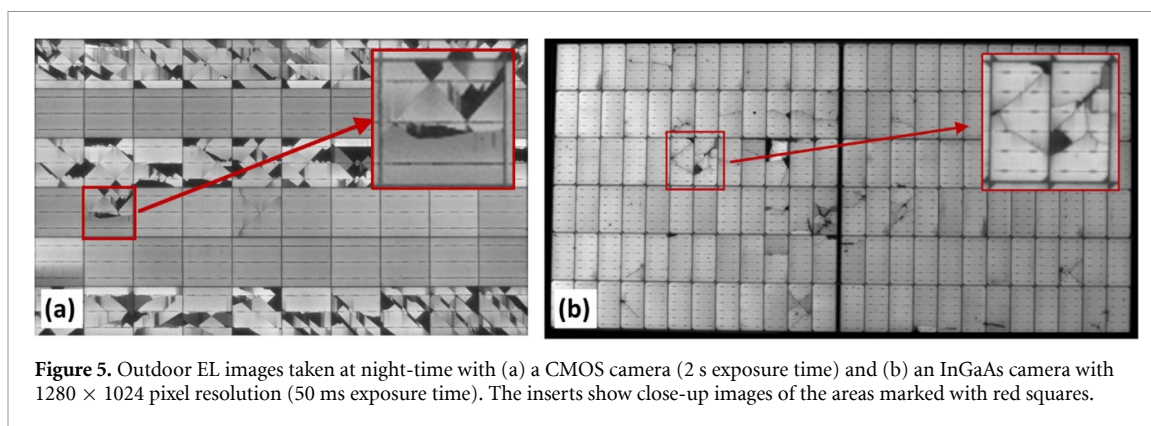 (a)
(b)
Figure 5. Outdoor EL images taken at night-time with (a) a CMOS camera (2 s exposure time) and (b) an InGaAs camera with
1280 × 1024 pixel resolution (50 ms exposure time). The inserts show close-up images of the areas marked with red squares.